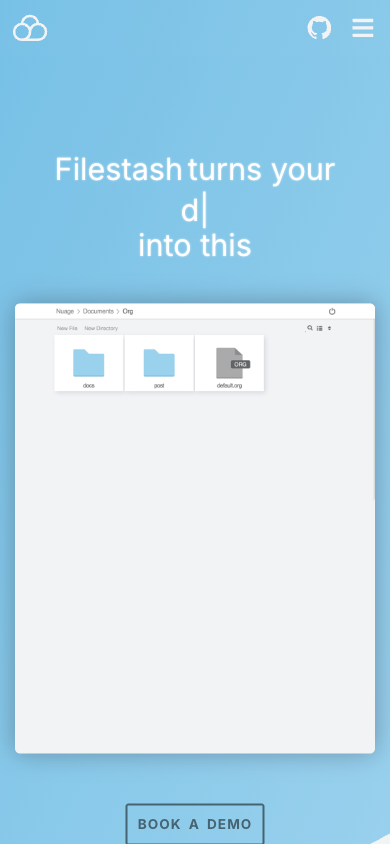 Filestash turns your
d|
into this
Nuage > Documents > Org
New File New Directory
ORG
docs
post
default.org
BOOK A DEMO